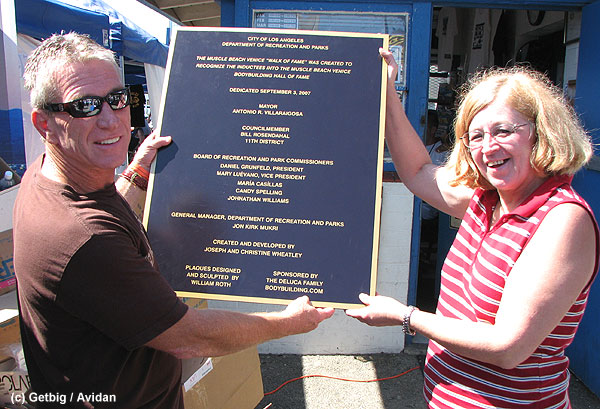 CITY OF LOS ANGELES
DEPARTMENT OF RECREATION AND PARKS
THE MUSCLE BEACH VENICE "WALK OF FAME" WAS CREATED TO
RECOGNIZE THE INDUCTEES INTO THE MUSCLE BEACH VENICE
BODYBUILDING HALL OF FAME
DEDICATED SEPTEMBER 3, 2007
MAYOR
ANTONIO R. VILLARAIGOSA
COUNCILMEMBER
BILL ROSENDAHL
11TH DISTRICT
BOARD OF RECREATION AND PARK COMMISSIONERS
DANIEL GRUNFELD, PRESIDENT
MARY LUÉVANO, VICE PRESIDENT
MARÍA CASILLAS
CANDY SPELLING
JOHNATHAN WILLIAMS
GENERAL MANAGER, DEPARTMENT OF RECREATION AND PARKS
JON KIRK MUKRI
CREATED AND DEVELOPED BY
JOSEPH AND CHRISTINE WHEATLEY
PLAQUES DESIGNED
AND SCULPTED BY
WILLIAM ROTH
SPONSORED BY
THE DELUCA FAMILY
BODYBUILDING.COM
(c) Getbig / Avidan